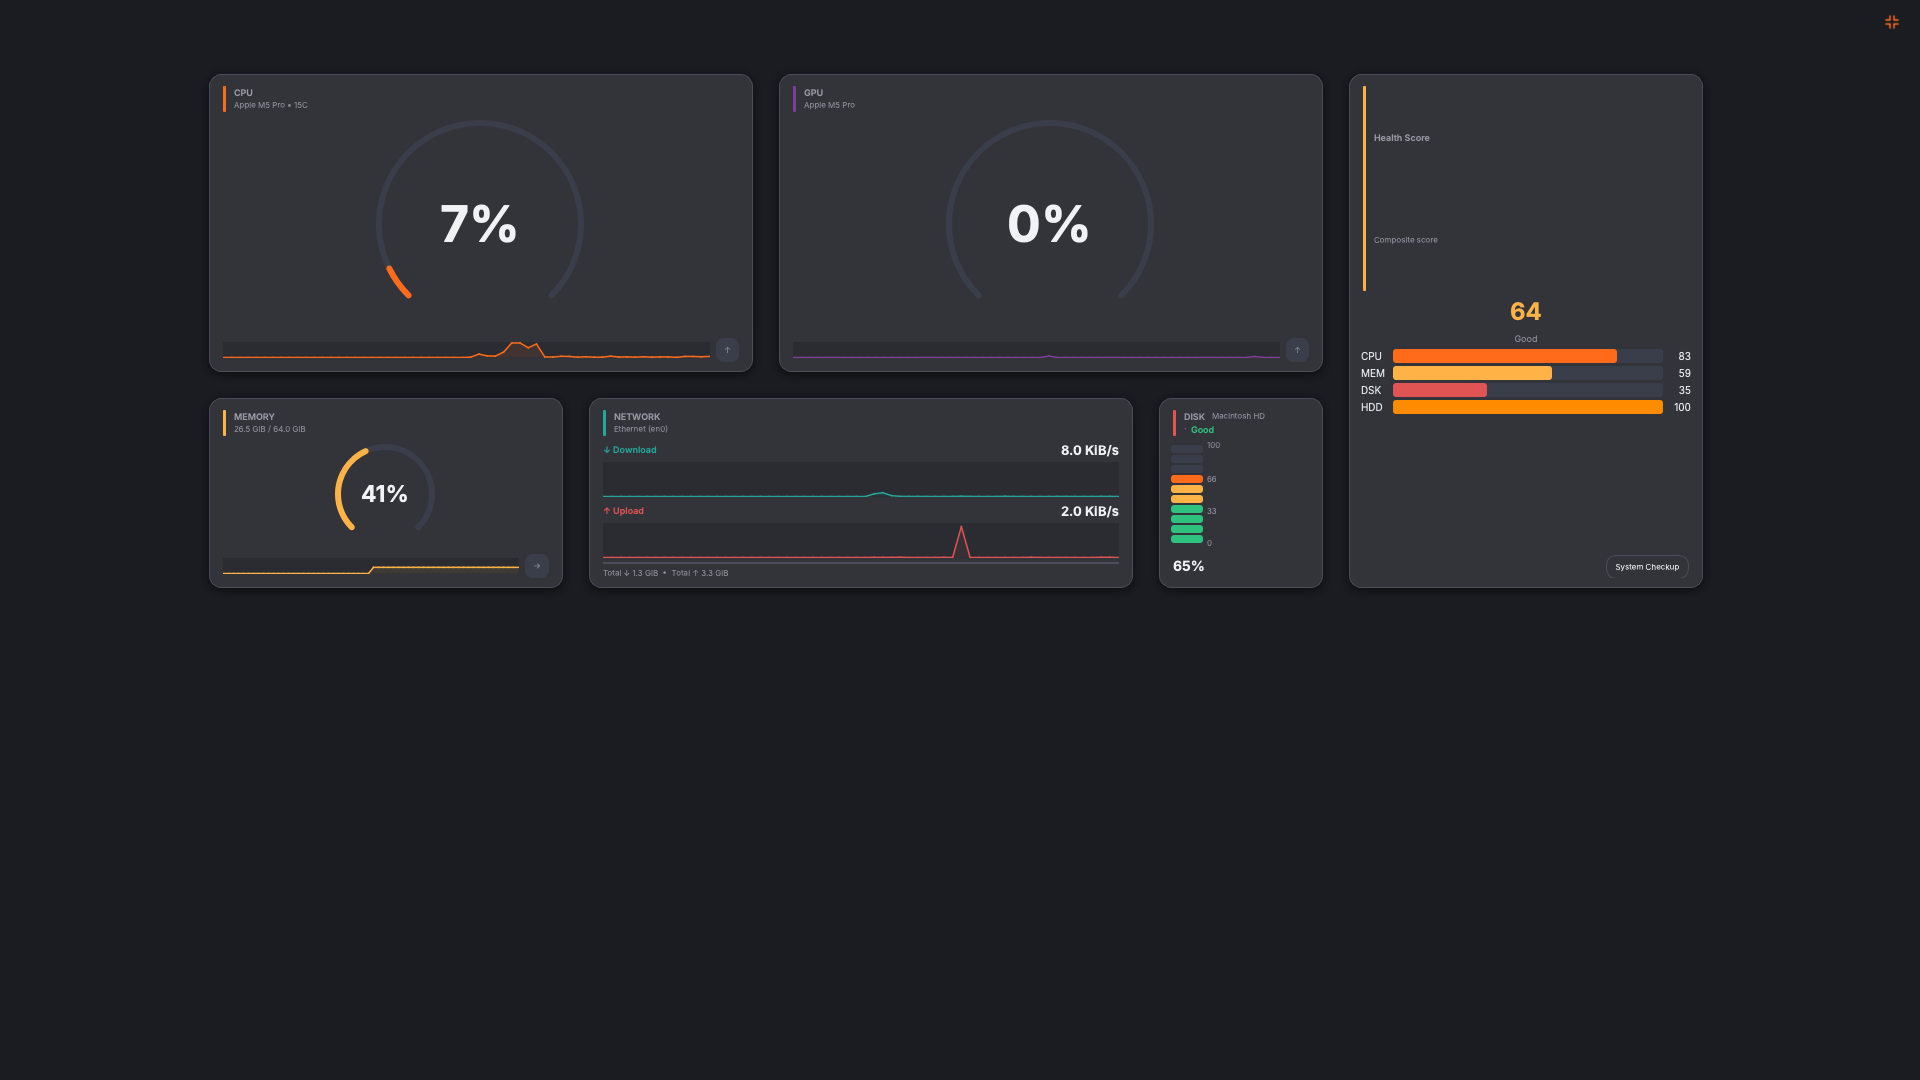 CPU
Apple M5 Pro • 15C
7%
↑
GPU
Apple M5 Pro
0%
↑
Health Score
Composite score
64
Good
CPU 83
MEM 59
DSK 35
HDD 100
System Checkup
MEMORY
26.5 GiB / 64.0 GiB
41%
→
NETWORK
Ethernet (en0)
↓ Download 8.0 KiB/s
↑ Upload 2.0 KiB/s
Total ↓ 1.3 GiB • Total ↑ 3.3 GiB
DISK Macintosh HD
· Good
100
66
33
0
65%